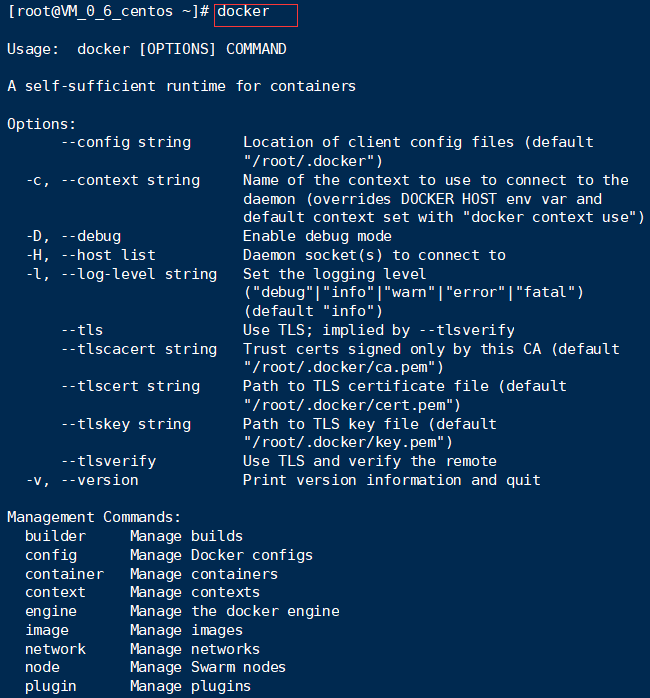 [root@VM_0_6_centos ~]# docker
Usage:  docker [OPTIONS] COMMAND
A self-sufficient runtime for containers
Options:
      --config string      Location of client config files (default
                           "/root/.docker")
  -c, --context string     Name of the context to use to connect to the
                           daemon (overrides DOCKER HOST env var and
                           default context set with "docker context use")
  -D, --debug              Enable debug mode
  -H, --host list          Daemon socket(s) to connect to
  -l, --log-level string   Set the logging level
                           ("debug"|"info"|"warn"|"error"|"fatal")
                           (default "info")
      --tls                Use TLS; implied by --tlsverify
      --tlscacert string   Trust certs signed only by this CA (default
                           "/root/.docker/ca.pem")
      --tlscert string     Path to TLS certificate file (default
                           "/root/.docker/cert.pem")
      --tlskey string      Path to TLS key file (default
                           "/root/.docker/key.pem")
      --tlsverify          Use TLS and verify the remote
  -v, --version            Print version information and quit
Management Commands:
  builder     Manage builds
  config      Manage Docker configs
  container   Manage containers
  context     Manage contexts
  engine      Manage the docker engine
  image       Manage images
  network     Manage networks
  node        Manage Swarm nodes
  plugin      Manage plugins